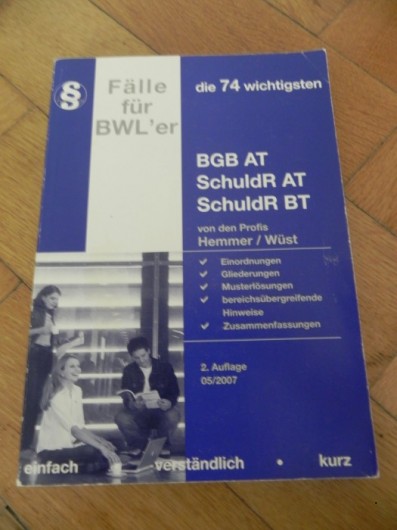 §
Fälle
für
BWL'er
die 74 wichtigsten
BGB AT
SchuldR AT
SchuldR BT
von den Profis
Hemmer / Wüst
Einordnungen
Gliederungen
Musterlösungen
bereichsübergreifende
Hinweise
Zusammenfassungen
2. Auflage
05/2007
einfach verständlich • kurz